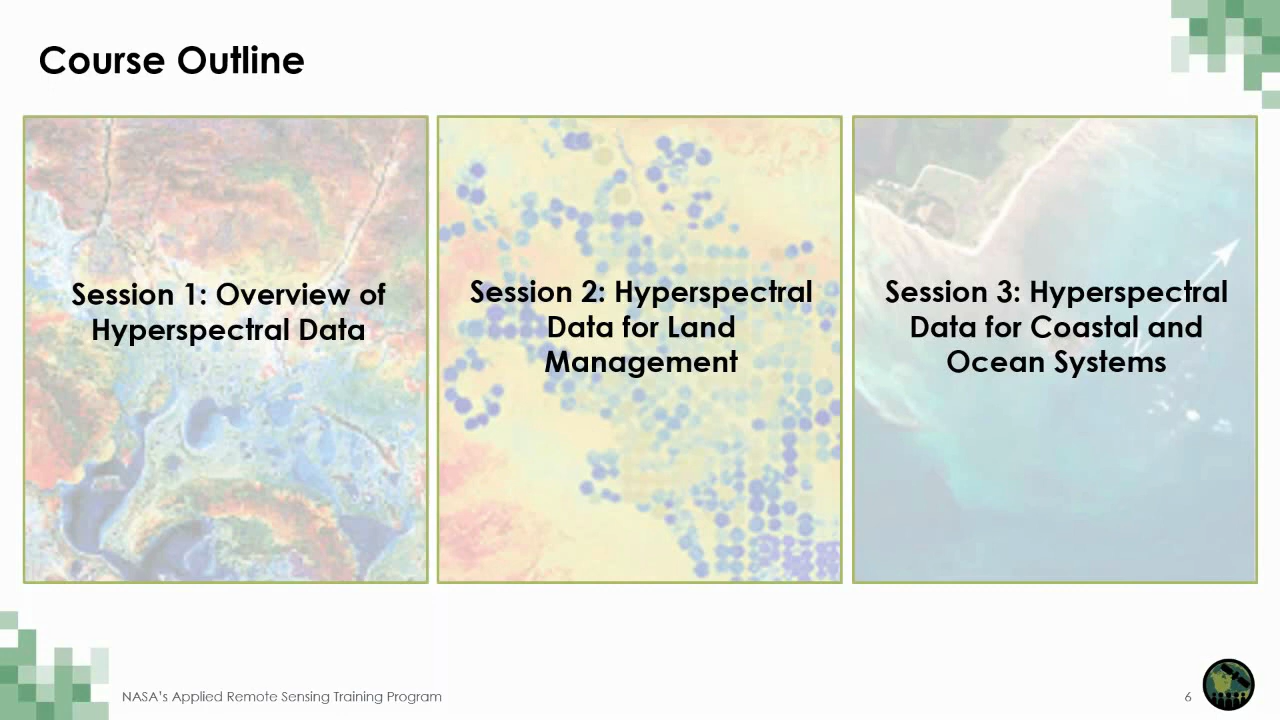 Course Outline
Session 1: Overview of
Hyperspectral Data
Session 2: Hyperspectral
Data for Land
Management
Session 3: Hyperspectral
Data for Coastal and
Ocean Systems
NASA's Applied Remote Sensing Training Program
6